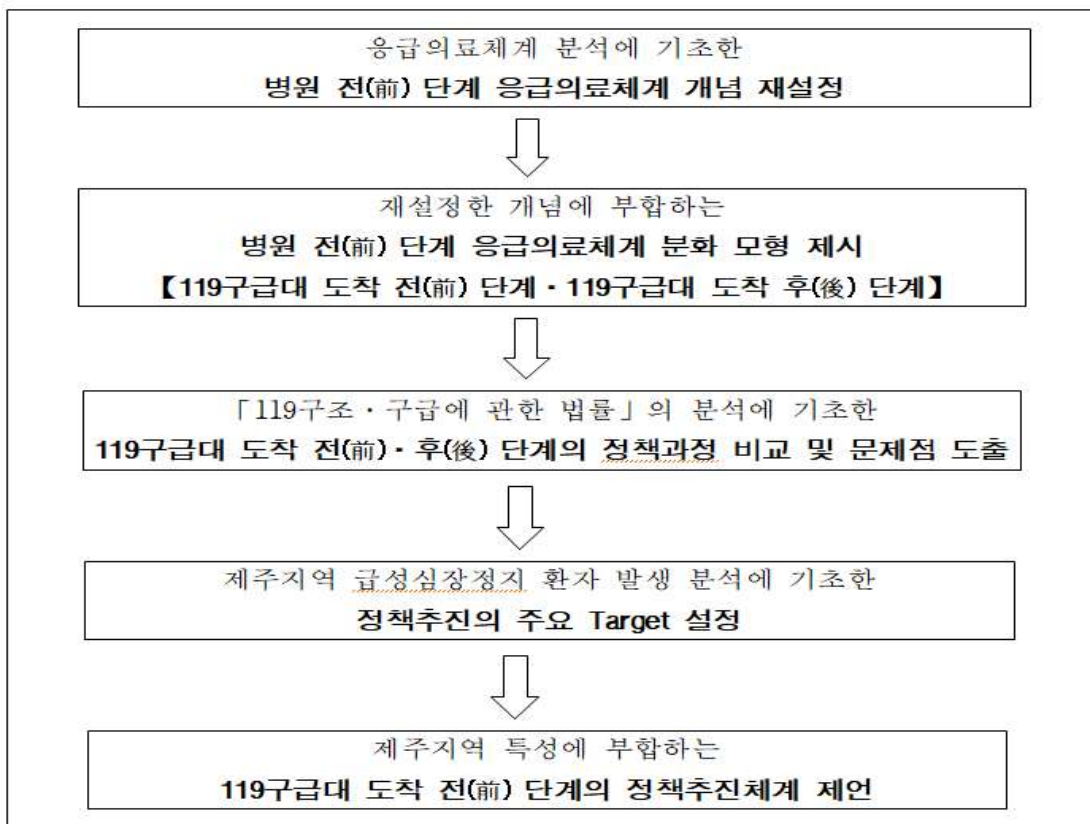 응급의료체계 분석에 기초한
병원 전(前) 단계 응급의료체계 개념 재설정
재설정한 개념에 부합하는
병원 전(前) 단계 응급의료체계 분화 모형 제시
【119구급대 도착 전(前) 단계·119구급대 도착 후(後) 단계】
「119구조·구급에 관한 법률」의 분석에 기초한
119구급대 도착 전(前)·후(後) 단계의 정책과정 비교 및 문제점 도출
제주지역 급성심장정지 환자 발생 분석에 기초한
정책추진의 주요 Target 설정
제주지역 특성에 부합하는
119구급대 도착 전(前) 단계의 정책추진체계 제언